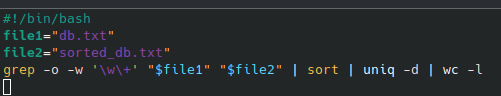 #!/bin/bash
file1="db.txt"
file2="sorted_db.txt"
grep -o -w '\w\+' "$file1" "$file2" | sort | uniq -d | wc -l